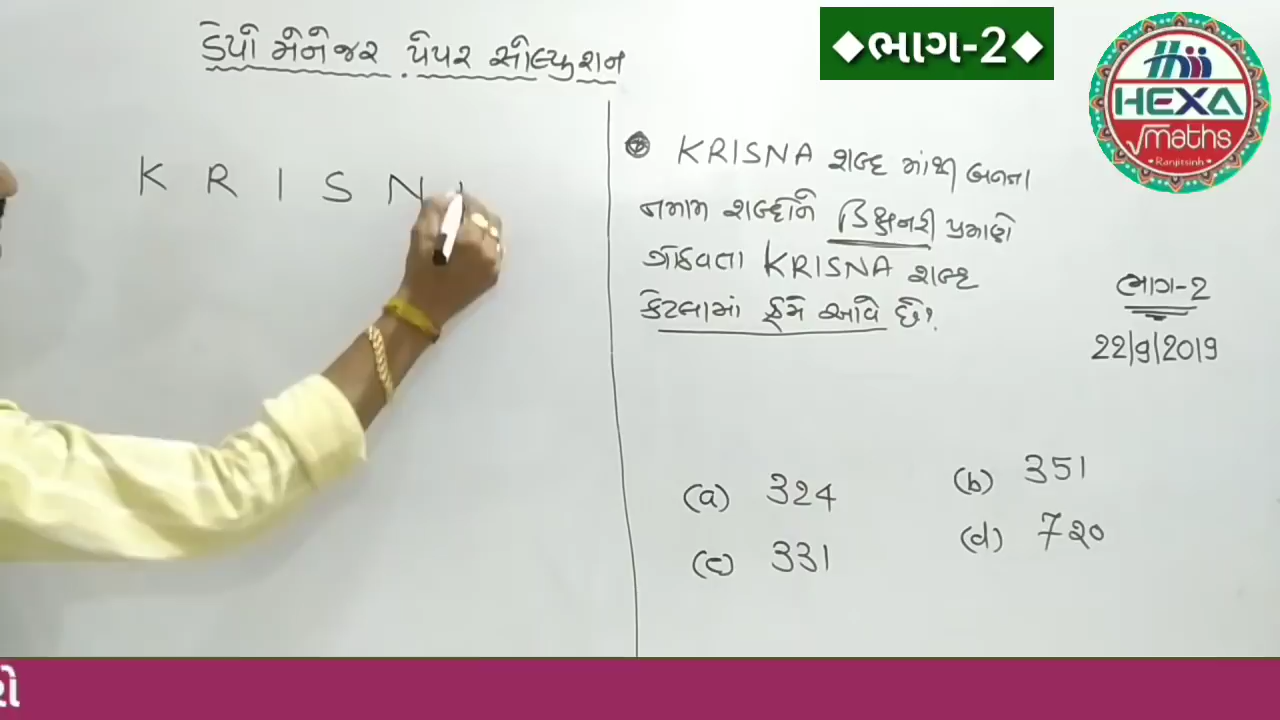 ડેપો મેનેજર પેપર સોલ્યુશન
◆ભાગ-2◆
HEXA
√maths
Ranjitsinh
K R I S N
KRISNA શબ્દ માંથી બનતા
તમામ શબ્દોને ડિક્ષનરી પ્રમાણે
ગોઠવતા KRISNA શબ્દ
કેટલામાં ક્રમે આવે છે?
ભાગ-2
22/9/2019
(a) 324
(b) 351
(c) 331
(d) 720